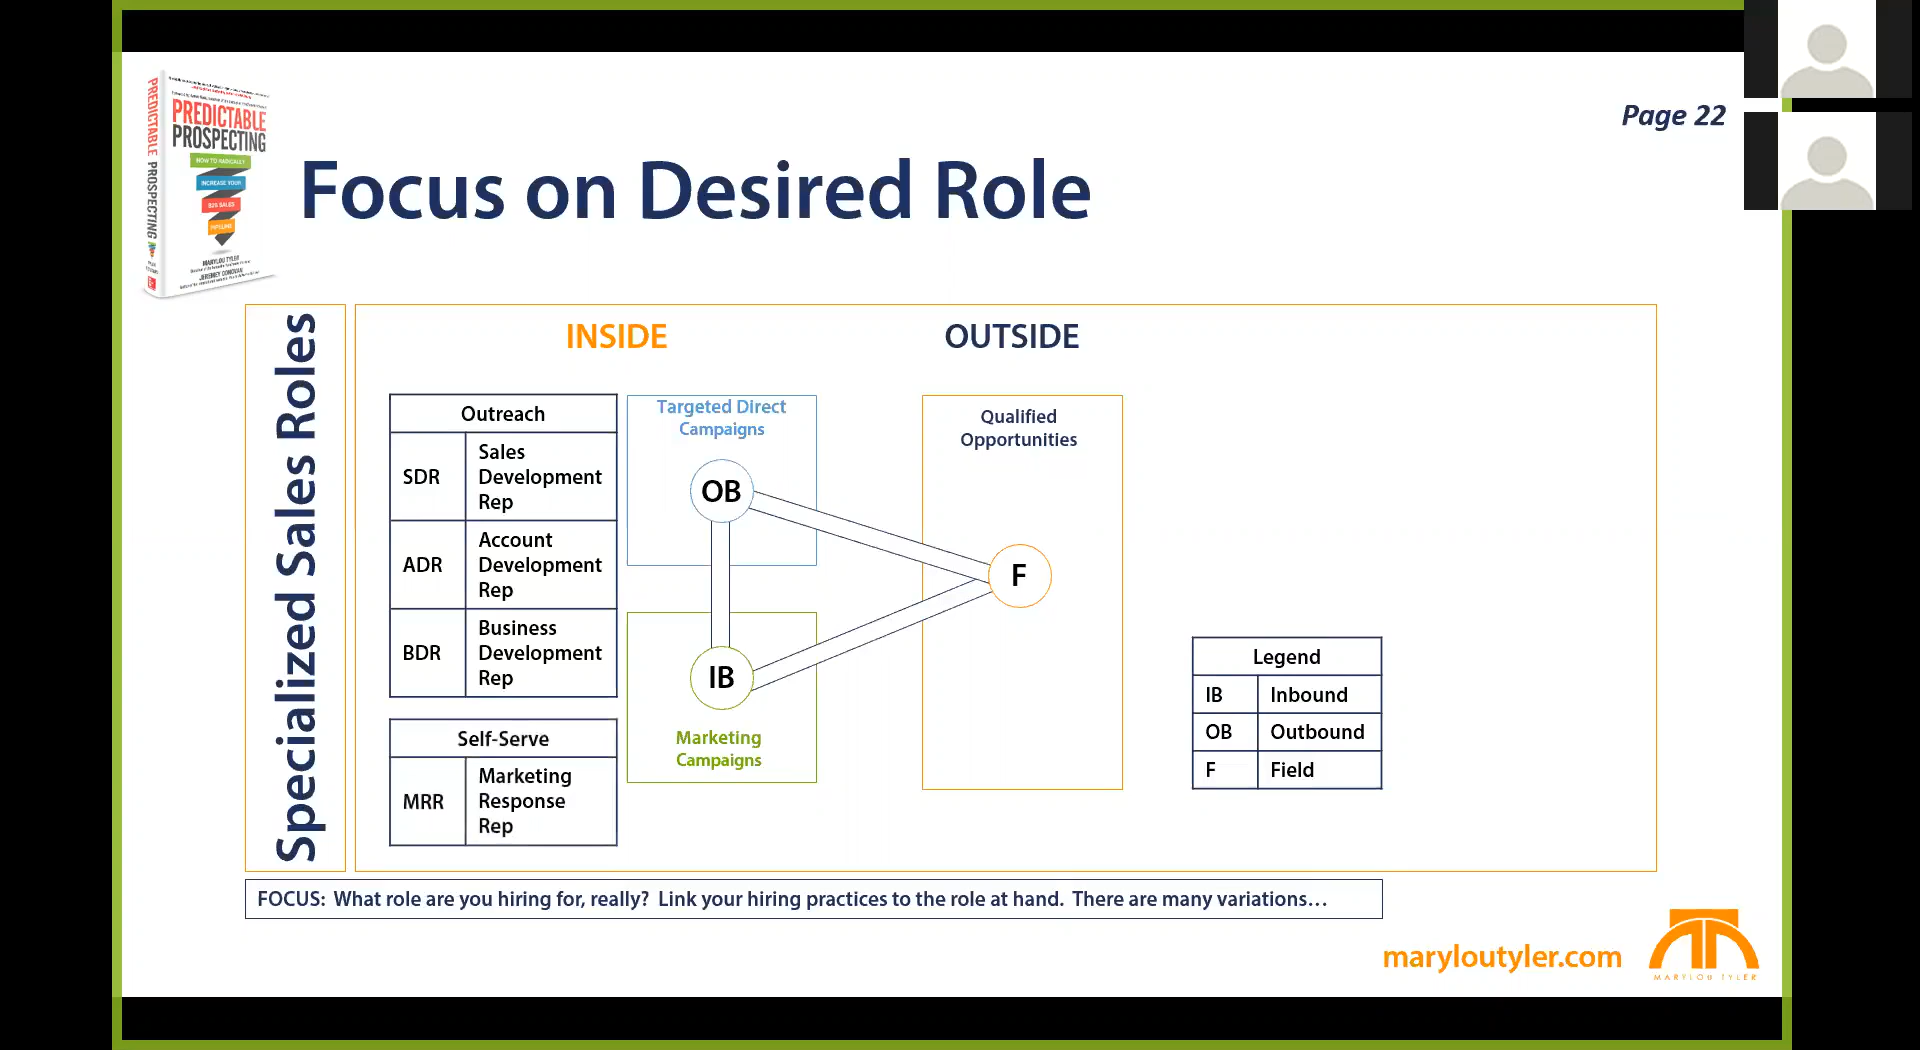 Page 22
PREDICTABLE PROSPECTING
PREDICTABLE
PROSPECTING
HOW TO RADICALLY
INCREASE YOUR
B2B SALES
PIPELINE
MARYLOU TYLER
JEREMEY DONOVAN
Focus on Desired Role
Specialized Sales Roles
INSIDE
OUTSIDE
Outreach
SDR
Sales
Development
Rep
ADR
Account
Development
Rep
BDR
Business
Development
Rep
Self-Serve
MRR
Marketing
Response
Rep
Targeted Direct
Campaigns
OB
IB
Marketing
Campaigns
Qualified
Opportunities
F
Legend
IB Inbound
OB Outbound
F Field
FOCUS: What role are you hiring for, really? Link your hiring practices to the role at hand. There are many variations...
maryloutyler.com
MARYLOU TYLER